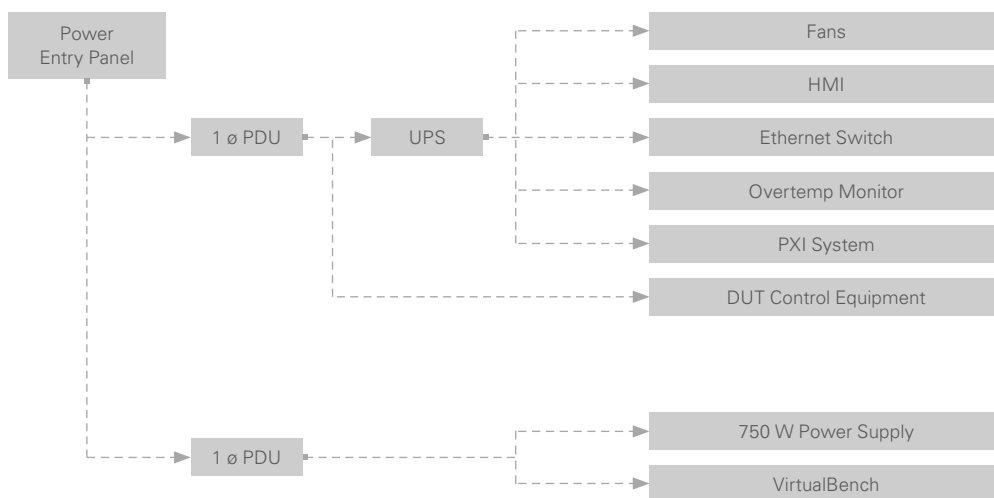 Power
Entry Panel
Fans
HMI
1 ø PDU
UPS
Ethernet Switch
Overtemp Monitor
PXI System
DUT Control Equipment
750 W Power Supply
1 ø PDU
VirtualBench